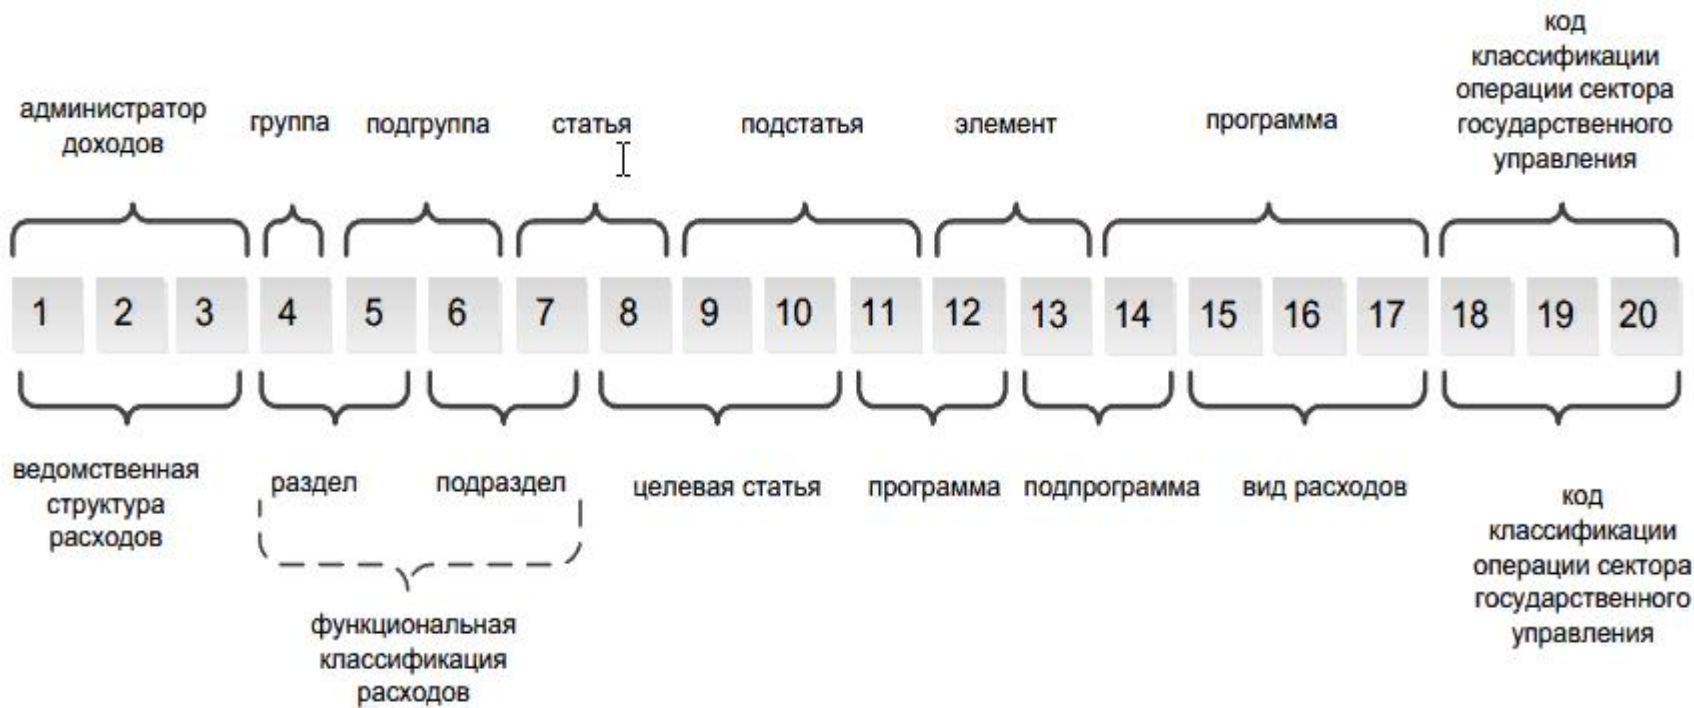 администратор
доходов
группа
подгруппа
статья
подстатья
элемент
программа
код
классификации
операции сектора
государственного
управления
1 2 3 4 5 6 7 8 9 10 11 12 13 14 15 16 17 18 19 20
ведомственная
структура
расходов
раздел
подраздел
функциональная
классификация
расходов
целевая статья
программа
подпрограмма
вид расходов
код
классификации
операции сектора
государственного
управления